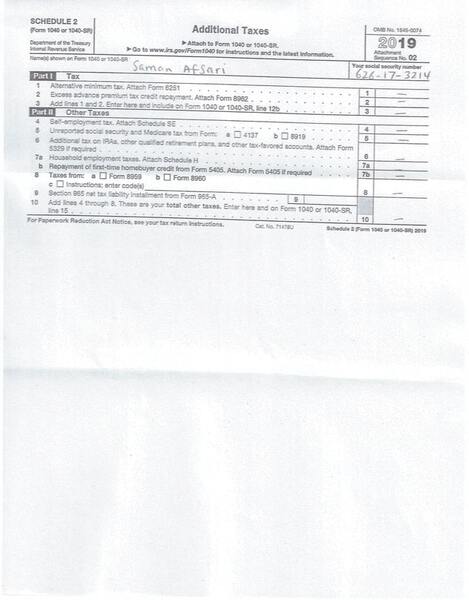 SCHEDULE 2
(Form 1040 or 1040-SR)
Department of the Treasury
Internal Revenue Service
Additional Taxes
▶ Attach to Form 1040 or 1040-SR.
▶ Go to www.irs.gov/Form1040 for instructions and the latest information.
OMB No. 1545-0074
2019
Attachment
Sequence No. 02
Name(s) shown on Form 1040 or 1040-SR
Saman Afsari
Your social security number
626-17-3214
Part I Tax
1 Alternative minimum tax. Attach Form 6251 1 —
2 Excess advance premium tax credit repayment. Attach Form 8962 2 —
3 Add lines 1 and 2. Enter here and include on Form 1040 or 1040-SR, line 12b 3 —
Part II Other Taxes
4 Self-employment tax. Attach Schedule SE 4 —
5 Unreported social security and Medicare tax from Form: a ☐ 4137 b ☐ 8919 5 —
6 Additional tax on IRAs, other qualified retirement plans, and other tax-favored accounts. Attach Form
5329 if required 6 —
7a Household employment taxes. Attach Schedule H 7a —
b Repayment of first-time homebuyer credit from Form 5405. Attach Form 5405 if required 7b —
8 Taxes from: a ☐ Form 8959 b ☐ Form 8960
c ☐ Instructions; enter code(s) 8 —
9 Section 965 net tax liability installment from Form 965-A 9
10 Add lines 4 through 8. These are your total other taxes. Enter here and on Form 1040 or 1040-SR,
line 15 10 —
For Paperwork Reduction Act Notice, see your tax return instructions. Cat. No. 71478U Schedule 2 (Form 1040 or 1040-SR) 2019